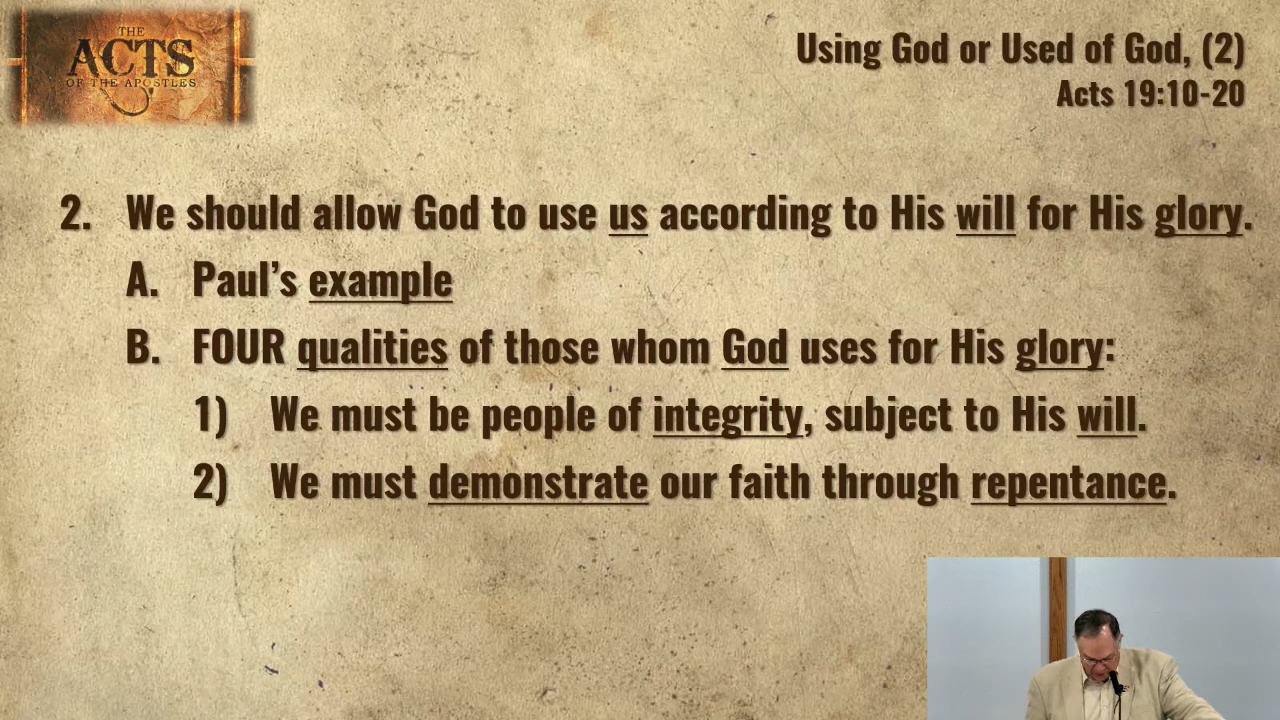 THE
ACTS
OF THE APOSTLES
Using God or Used of God, (2)
Acts 19:10-20
2. We should allow God to use us according to His will for His glory.
A. Paul’s example
B. FOUR qualities of those whom God uses for His glory:
1) We must be people of integrity, subject to His will.
2) We must demonstrate our faith through repentance.